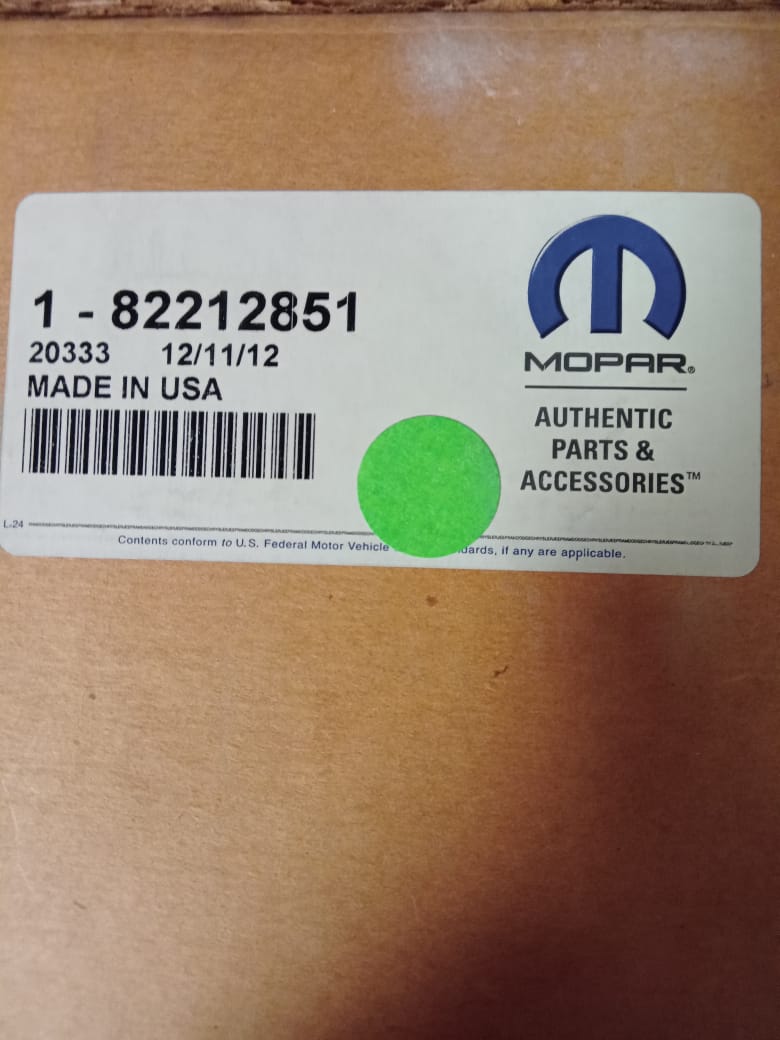 1 - 82212851
20333 12/11/12
MADE IN USA
MOPAR®
AUTHENTIC
PARTS &
ACCESSORIES™
L-24
Contents conform to U.S. Federal Motor Vehicle
if any are applicable.